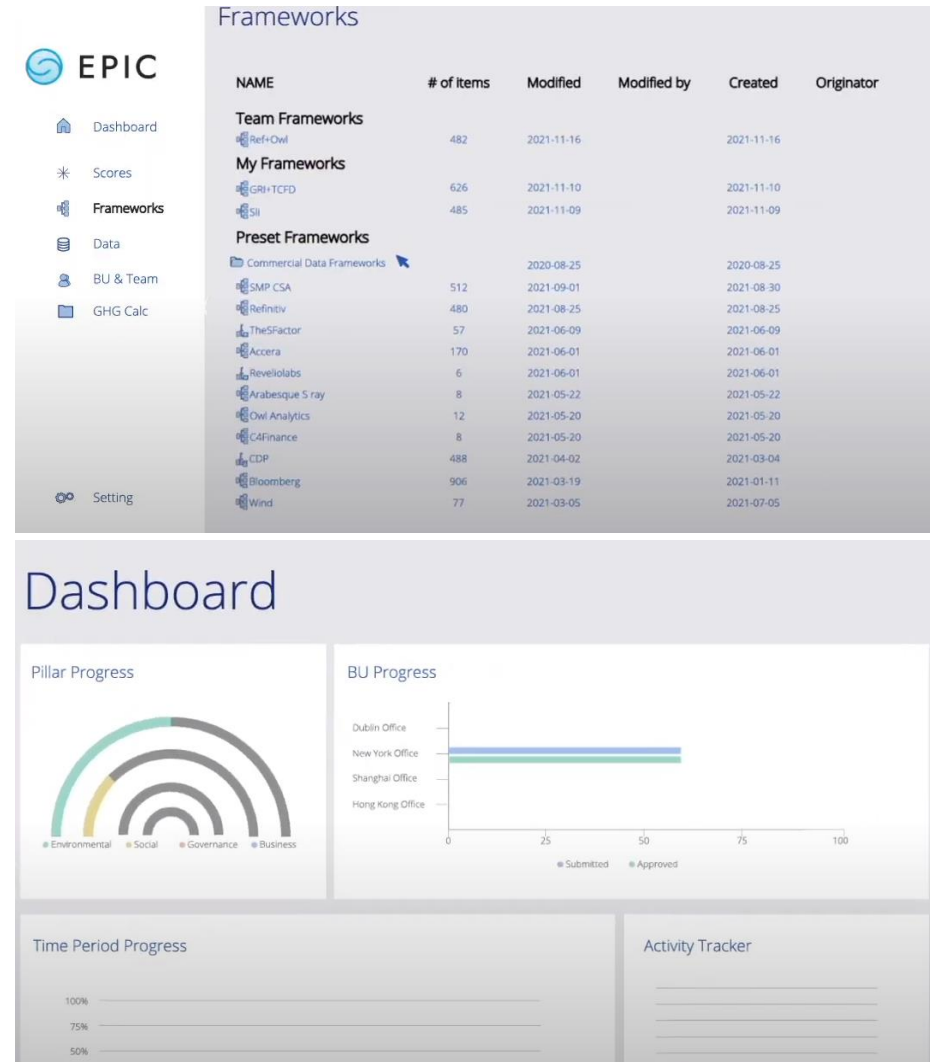 Frameworks
EPIC
NAME # of items Modified Modified by Created Originator
Dashboard
Scores
Frameworks
Data
BU & Team
GHG Calc
Setting
Team Frameworks
Ref+Owl 482 2021-11-16 2021-11-16
My Frameworks
GRI+TCFD 626 2021-11-10 2021-11-10
Sii 485 2021-11-09 2021-11-09
Preset Frameworks
Commercial Data Frameworks 2020-08-25 2020-08-25
SMP CSA 512 2021-09-01 2021-08-30
Refinitiv 480 2021-08-25 2021-08-25
TheSFactor 57 2021-06-09 2021-06-09
Accera 170 2021-06-01 2021-06-01
Reveliolabs 6 2021-06-01 2021-06-01
Arabesque S ray 8 2021-05-22 2021-05-22
Owl Analytics 12 2021-05-20 2021-05-20
C4Finance 8 2021-05-20 2021-05-20
CDP 488 2021-04-02 2021-03-04
Bloomberg 906 2021-03-19 2021-01-11
Wind 77 2021-03-05 2021-07-05
Dashboard
Pillar Progress
Environmental Social Governance Business
BU Progress
Dublin Office
New York Office
Shanghai Office
Hong Kong Office
0 25 50 75 100
Submitted Approved
Time Period Progress
100%
75%
50%
Activity Tracker